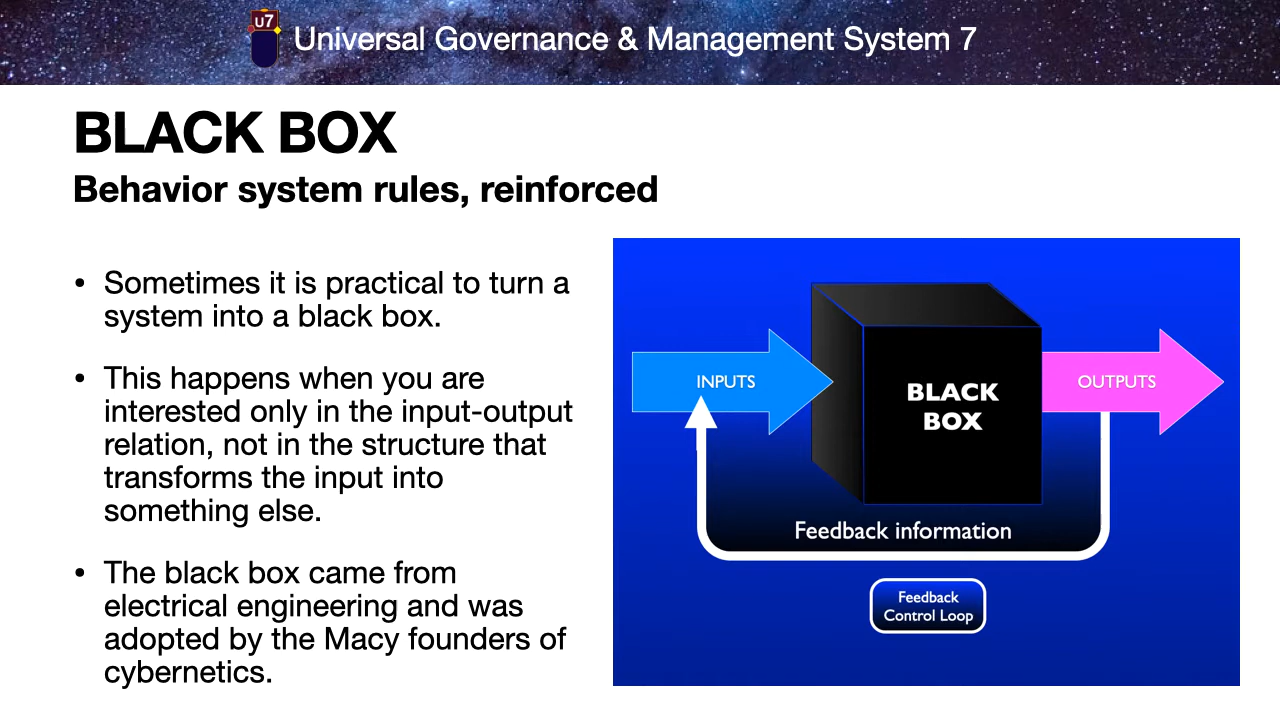 u7
Universal Governance & Management System 7
BLACK BOX
Behavior system rules, reinforced
• Sometimes it is practical to turn a
system into a black box.
• This happens when you are
interested only in the input-output
relation, not in the structure that
transforms the input into
something else.
• The black box came from
electrical engineering and was
adopted by the Macy founders of
cybernetics.
INPUTS
BLACK
BOX
OUTPUTS
Feedback information
Feedback
Control Loop